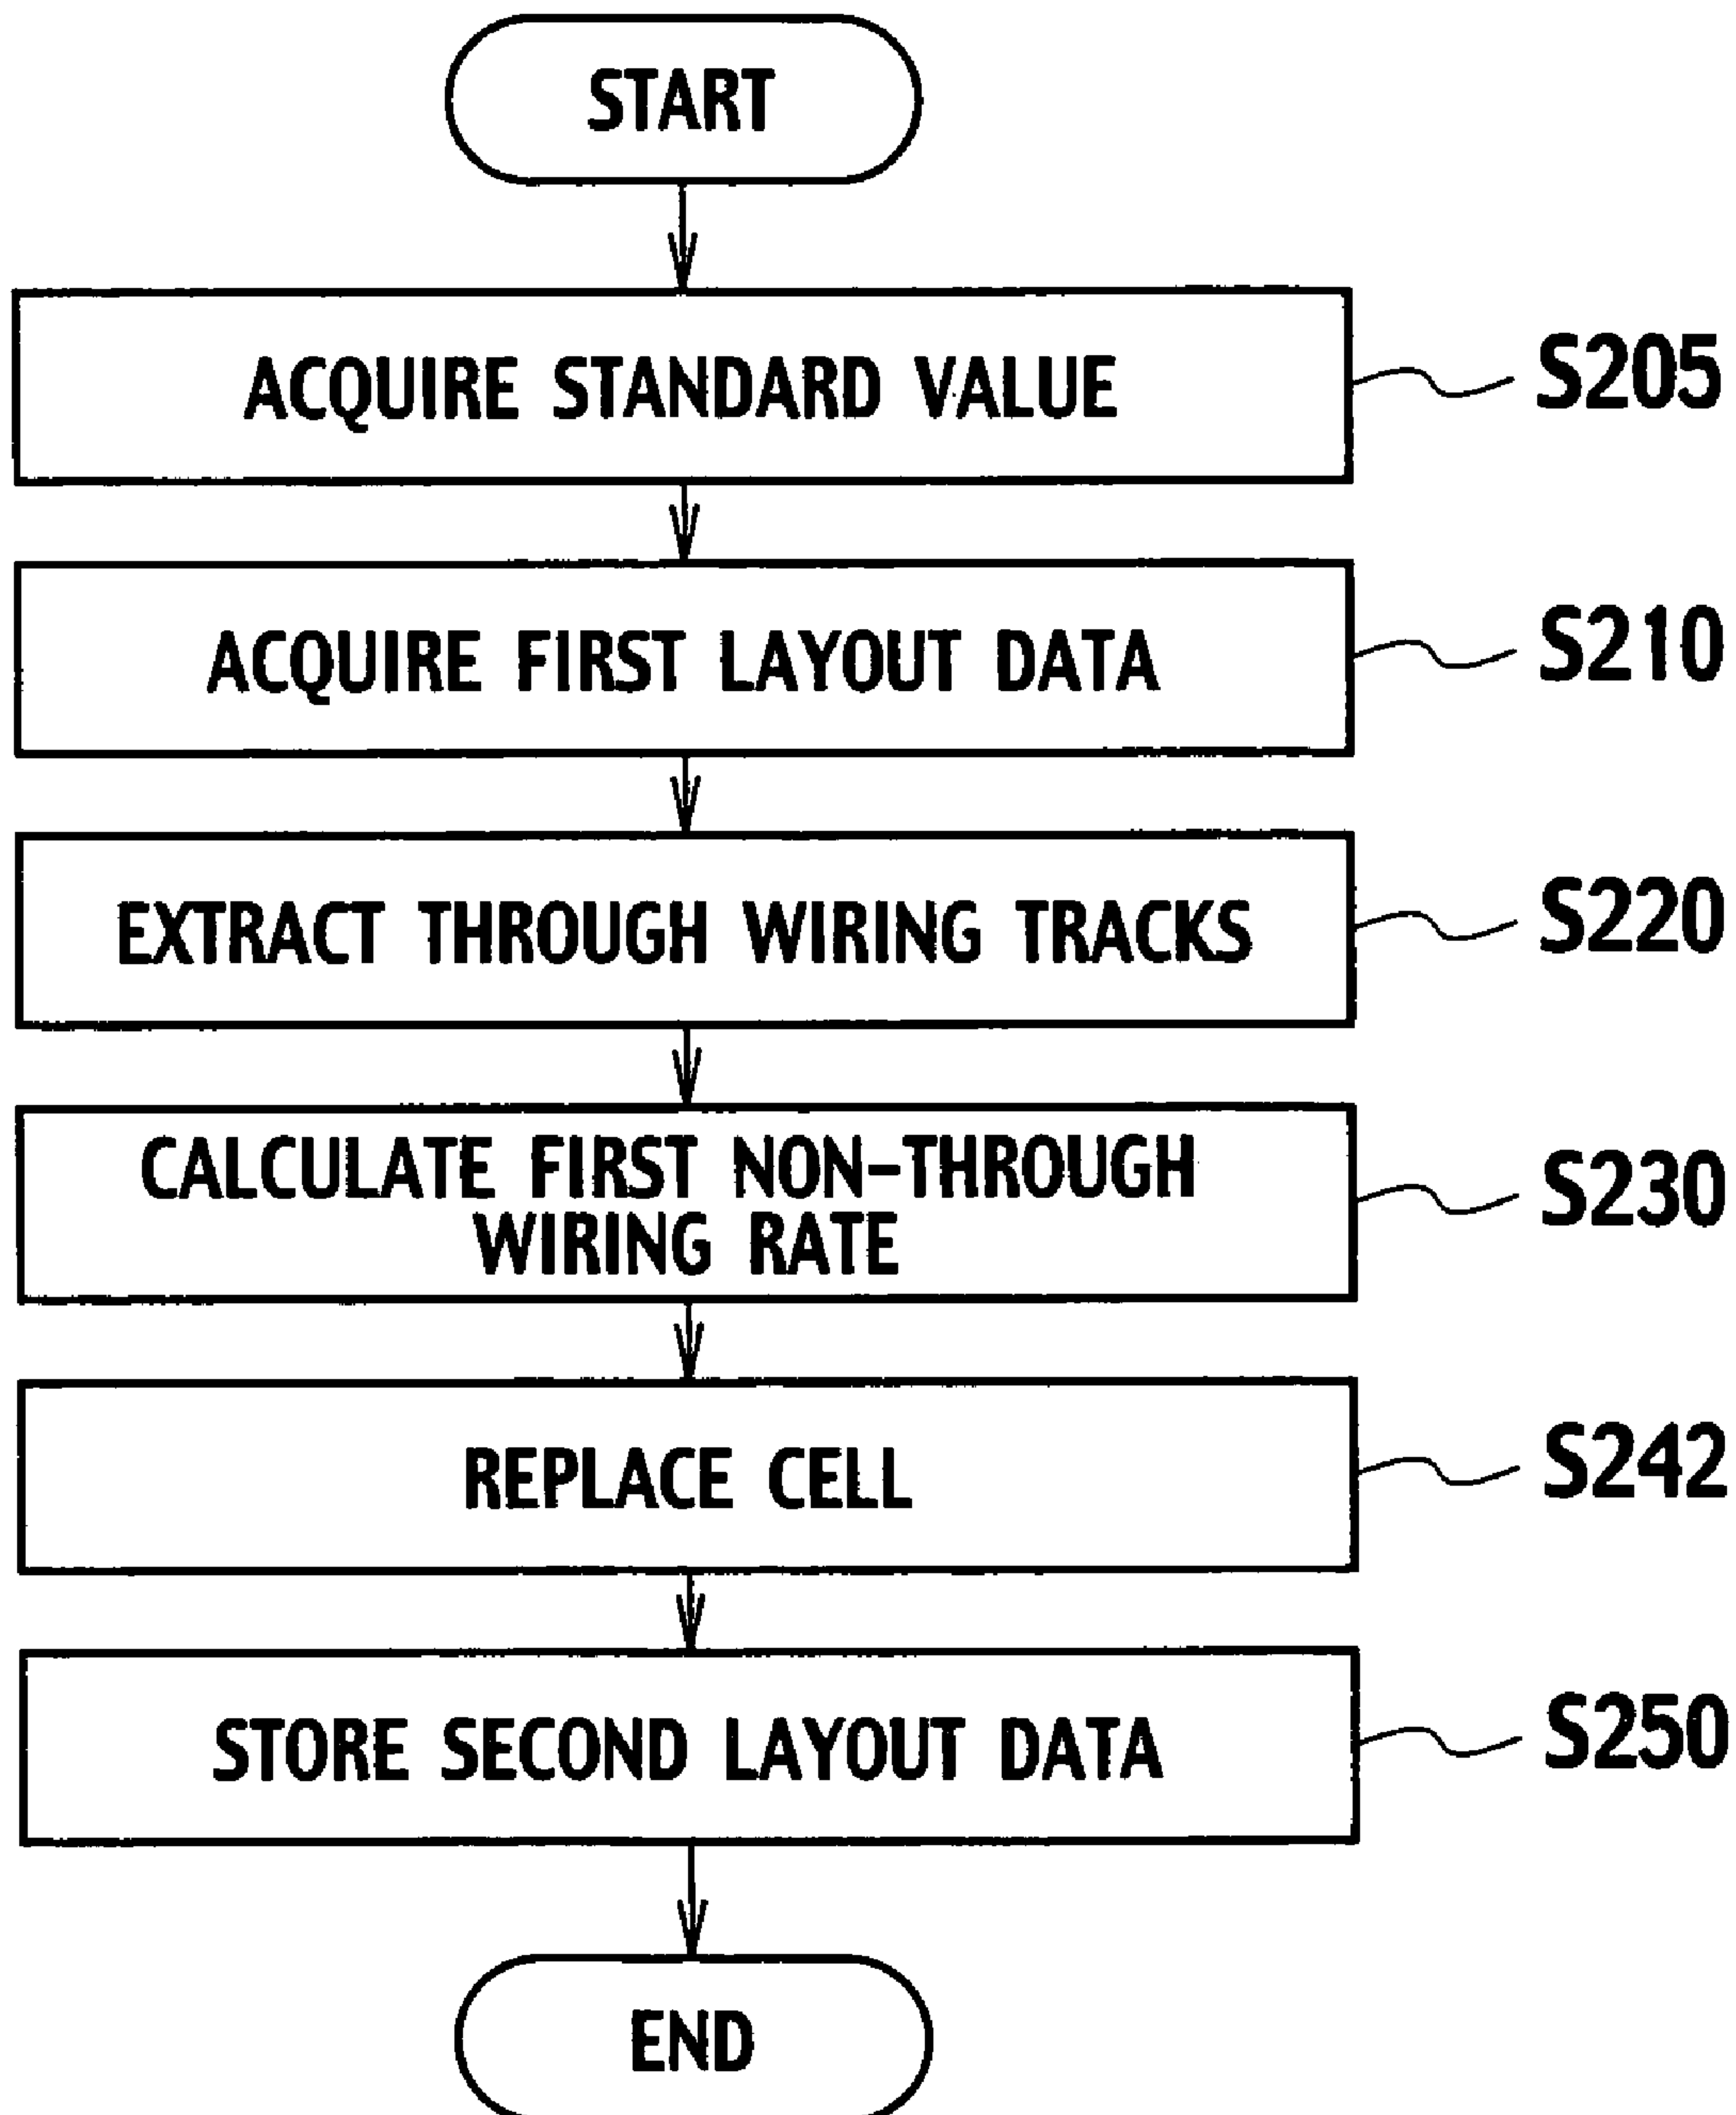 START
ACQUIRE STANDARD VALUE
S205
ACQUIRE FIRST LAYOUT DATA
S210
EXTRACT THROUGH WIRING TRACKS
S220
CALCULATE FIRST NON-THROUGH
WIRING RATE
S230
REPLACE CELL
S242
STORE SECOND LAYOUT DATA
S250
END